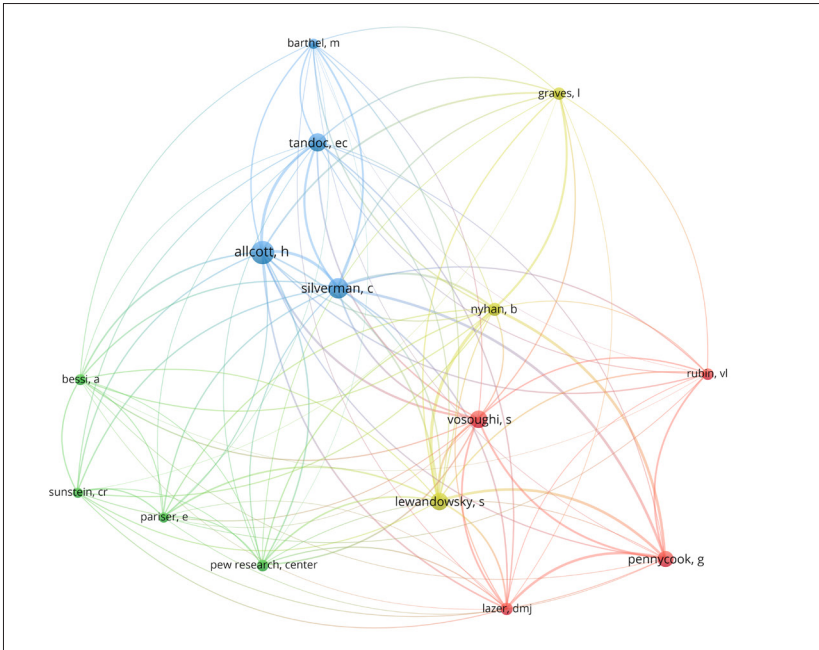 barthel, m
graves, l
tandoc, ec
allcott, h
silverman, c
nyhan, b
rubin, vl
bessi, a
vosoughi, s
sunstein, cr
lewandowsky, s
pariser, e
pennycook, g
pew research, center
lazer, dmj